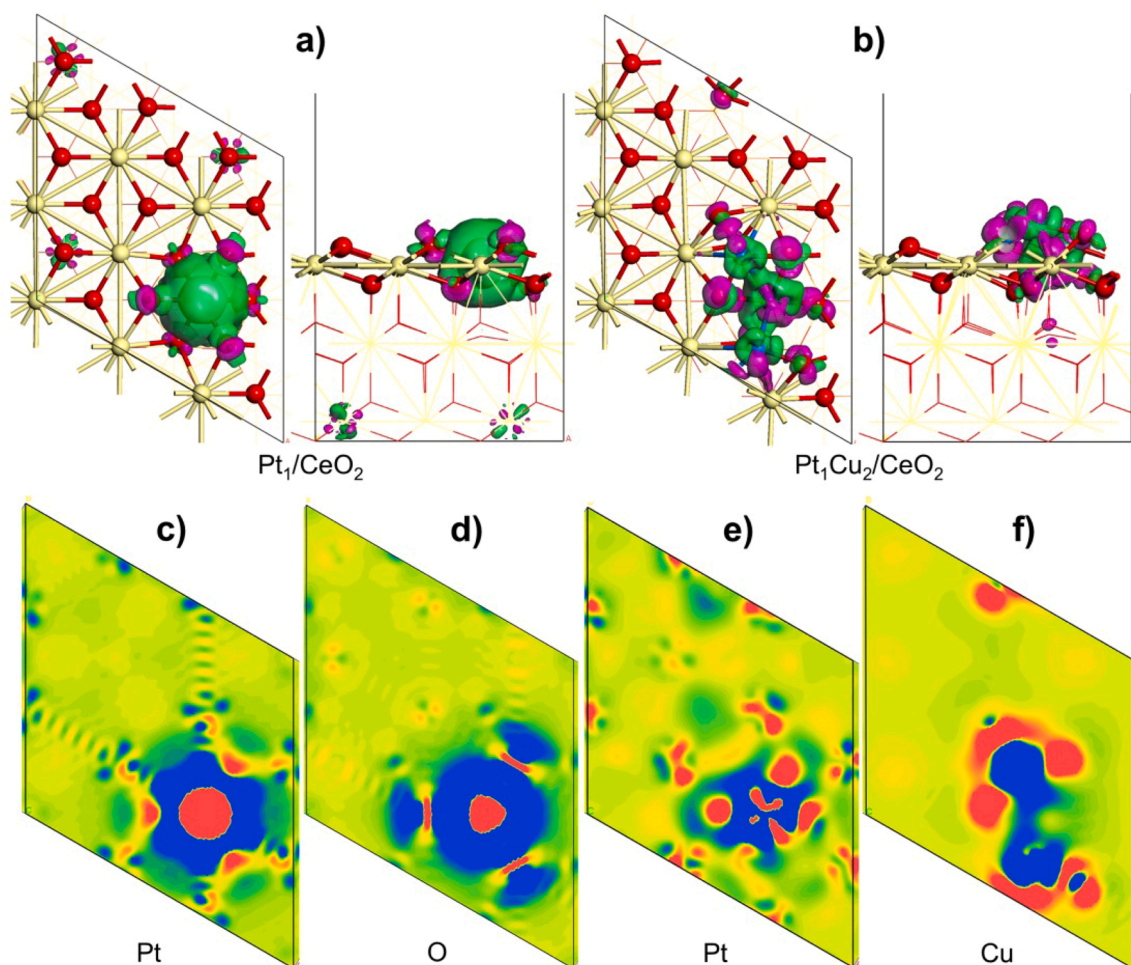 a)
b)
Pt₁/CeO₂
Pt₁Cu₂/CeO₂
c)
d)
e)
f)
Pt
O
Pt
Cu